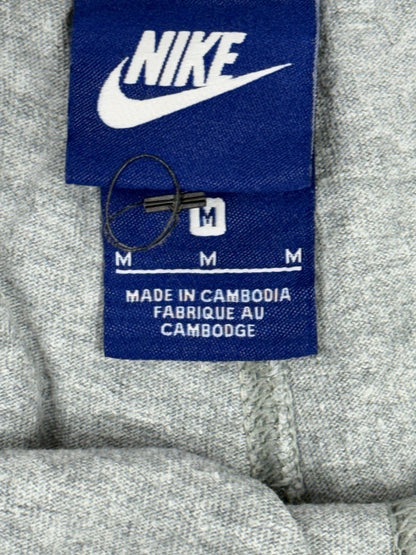 NIKE
M
M M M
MADE IN CAMBODIA
FABRIQUE AU
CAMBODGE